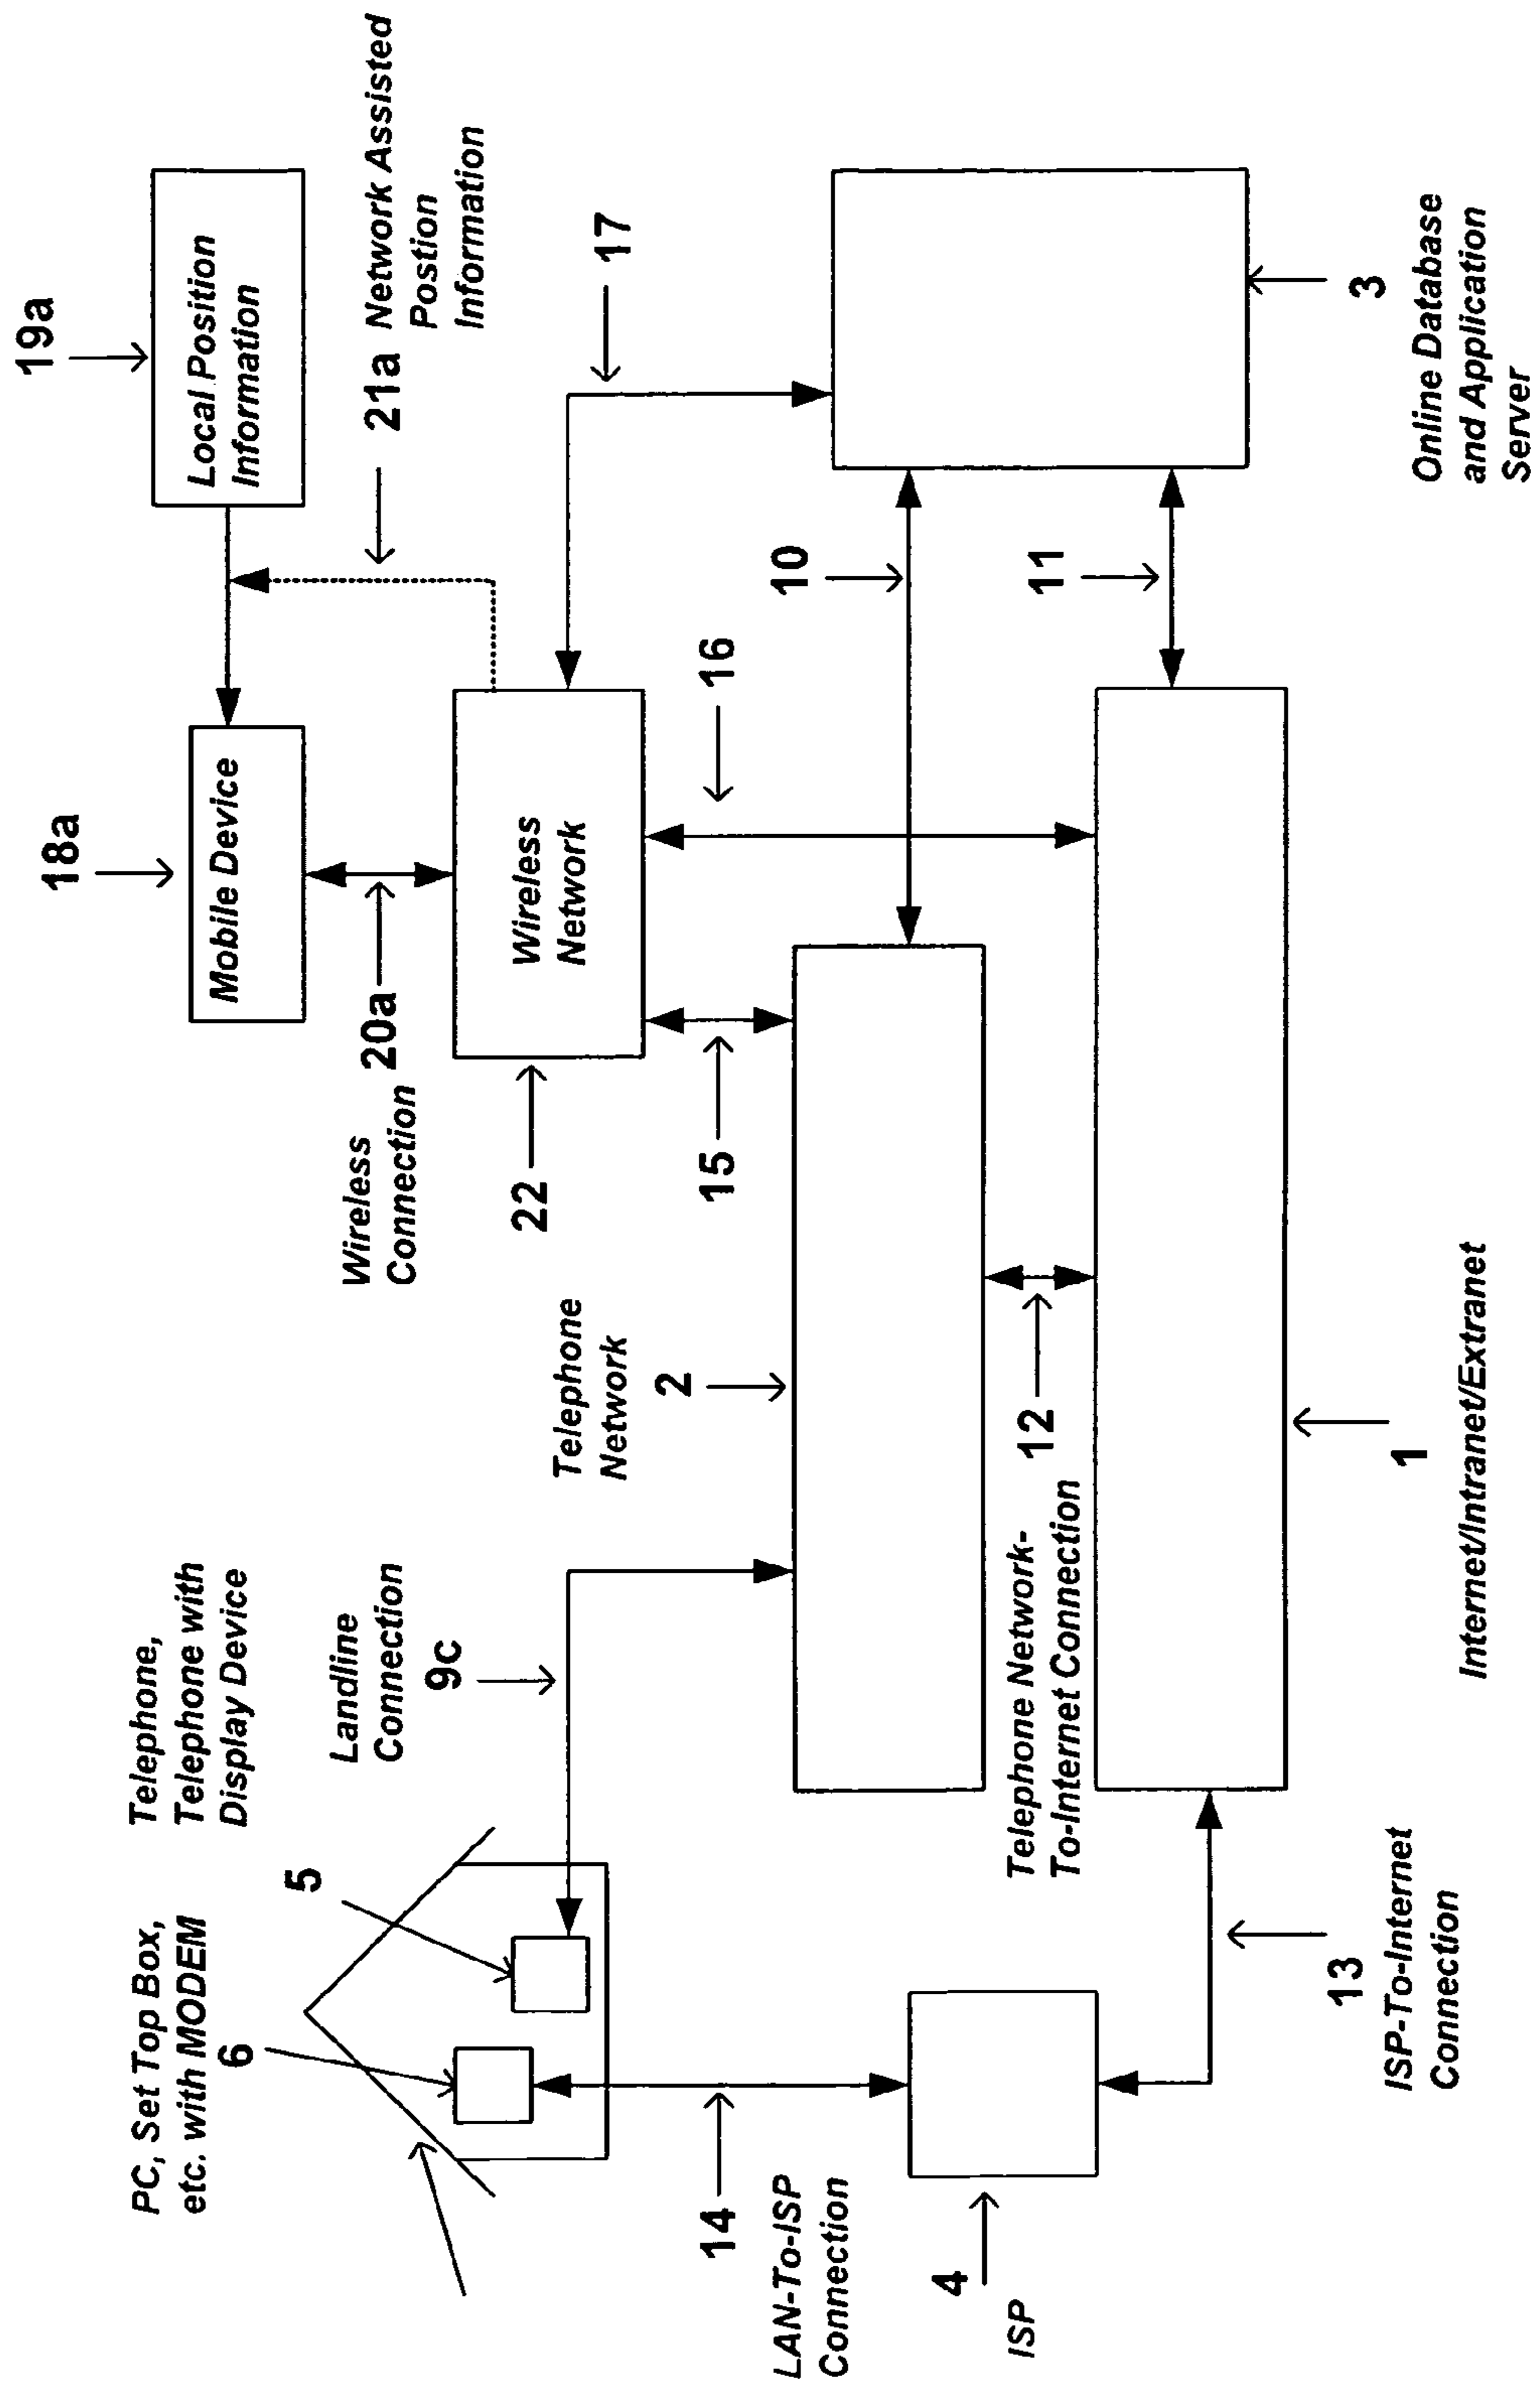 PC, Set Top Box,
etc. with MODEM
6
Telephone,
Telephone with
Display Device
5
Landline
Connection
9c
18a
Mobile Device
19a
Local Position
Information
Wireless
Connection
20a
21a Network Assisted
Postion
Information
22
Wireless
Network
17
Telephone
Network
2
14
LAN-To-ISP
Connection
15
16
10
4
ISP
Telephone Network-
To-Internet Connection
12
11
13
ISP-To-Internet
Connection
1
Internet/Intranet/Extranet
3
Online Database
and Application
Server